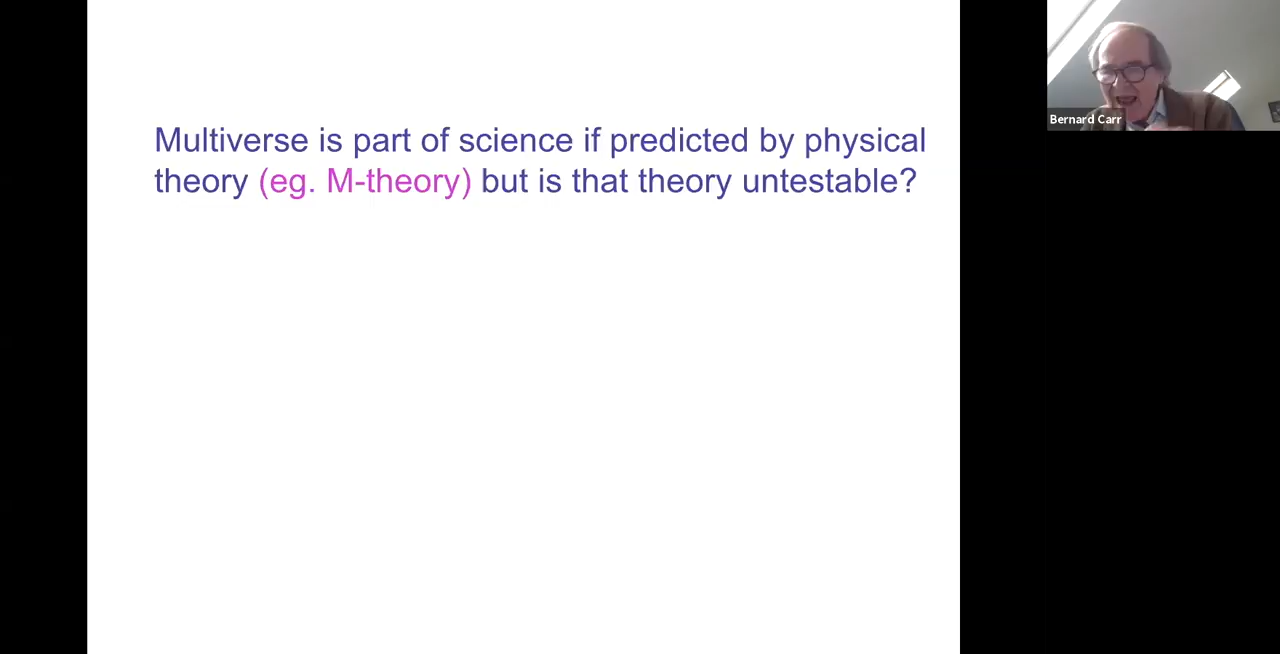 Multiverse is part of science if predicted by physical
theory (eg. M-theory) but is that theory untestable?
Bernard Carr